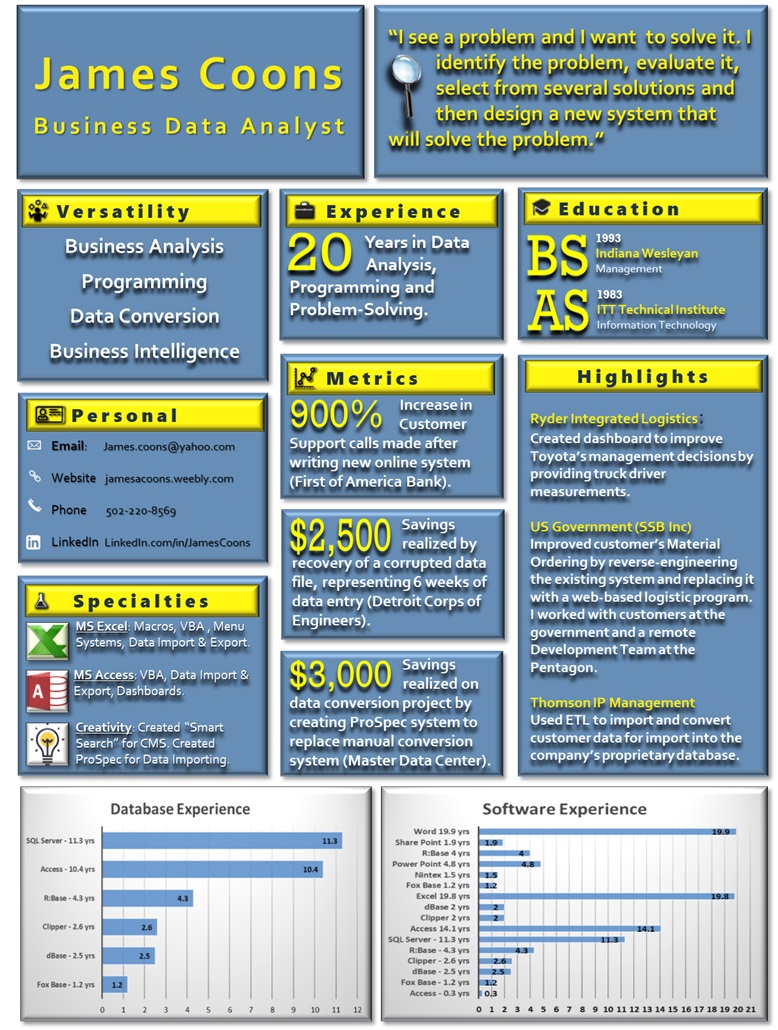 James Coons
Business Data Analyst
“I see a problem and I want to solve it. I
identify the problem, evaluate it,
select from several solutions and
then design a new system that
will solve the problem.”
Versatility
Business Analysis
Programming
Data Conversion
Business Intelligence
Personal
Email: James.coons@yahoo.com
Website jamesacoons.weebly.com
Phone 502-220-8569
in LinkedIn LinkedIn.com/in/JamesCoons
Specialties
MS Excel: Macros, VBA , Menu
Systems, Data Import & Export.
MS Access: VBA, Data Import &
Export, Dashboards.
Creativity: Created “Smart
Search” for CMS. Created
ProSpec for Data Importing.
Experience
20 Years in Data
Analysis,
Programming and
Problem-Solving.
Metrics
900% Increase in
Customer
Support calls made after
writing new online system
(First of America Bank).
$2,500 Savings
realized by
recovery of a corrupted data
file, representing 6 weeks of
data entry (Detroit Corps of
Engineers).
$3,000 Savings
realized on
data conversion project by
creating ProSpec system to
replace manual conversion
system (Master Data Center).
Education
BS 1993
Indiana Wesleyan
Management
AS 1983
ITT Technical Institute
Information Technology
Highlights
Ryder Integrated Logistics:
Created dashboard to improve
Toyota’s management decisions by
providing truck driver
measurements.
US Government (SSB Inc)
Improved customer’s Material
Ordering by reverse-engineering
the existing system and replacing it
with a web-based logistic program.
I worked with customers at the
government and a remote
Development Team at the
Pentagon.
Thomson IP Management
Used ETL to import and convert
customer data for import into the
company’s proprietary database.
Database Experience
SQL Server - 11.3 yrs 11.3
Access - 10.4 yrs 10.4
R:Base - 4.3 yrs 4.3
Clipper - 2.6 yrs 2.6
dBase - 2.5 yrs 2.5
Fox Base - 1.2 yrs 1.2
0 1 2 3 4 5 6 7 8 9 10 11 12
Software Experience
Word 19.9 yrs 19.9
Share Point 1.9 yrs 1.9
R:Base 4 yrs 4
Power Point 4.8 yrs 4.8
Nintex 1.5 yrs 1.5
Fox Base 1.2 yrs 1.2
Excel 19.8 yrs 19.8
dBase 2 yrs 2
Clipper 2 yrs 2
Access 14.1 yrs 14.1
SQL Server - 11.3 yrs 11.3
R:Base - 4.3 yrs 4.3
Clipper - 2.6 yrs 2.6
dBase - 2.5 yrs 2.5
Fox Base - 1.2 yrs 1.2
Access - 0.3 yrs 0.3
0 1 2 3 4 5 6 7 8 9 10 11 12 13 14 15 16 17 18 19 20 21